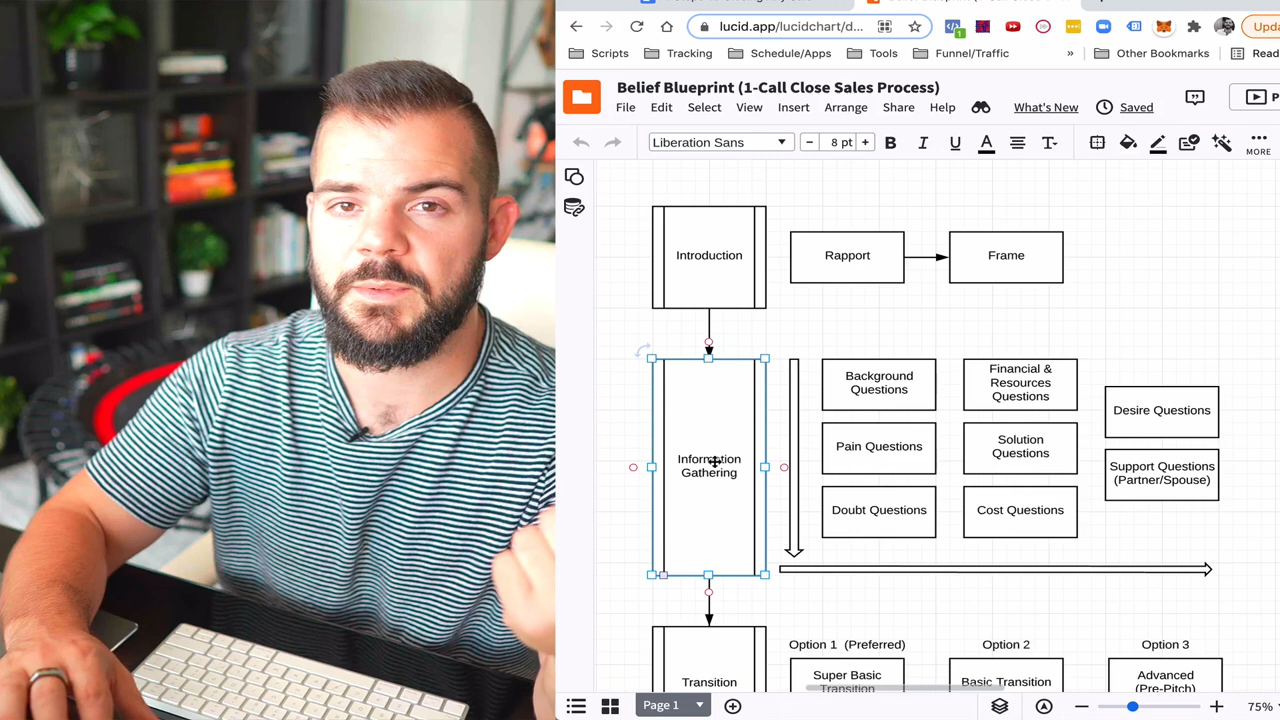 lucid.app/lucidchart/d...
1
Scripts
Tracking
Schedule/Apps
Tools
Funnel/Traffic
»
Other Bookmarks
Belief Blueprint (1-Call Close Sales Process)
File Edit Select View Insert Arrange Share Help What's New Saved
Liberation Sans
8 pt
B I U A T
MORE
Introduction
Rapport
Frame
Information
Gathering
Background
Questions
Financial &
Resources
Questions
Desire Questions
Pain Questions
Solution
Questions
Support Questions
(Partner/Spouse)
Doubt Questions
Cost Questions
Option 1 (Preferred)
Option 2
Option 3
Transition
Super Basic
Transition
Basic Transition
Advanced
(Pre-Pitch)
Page 1
75%